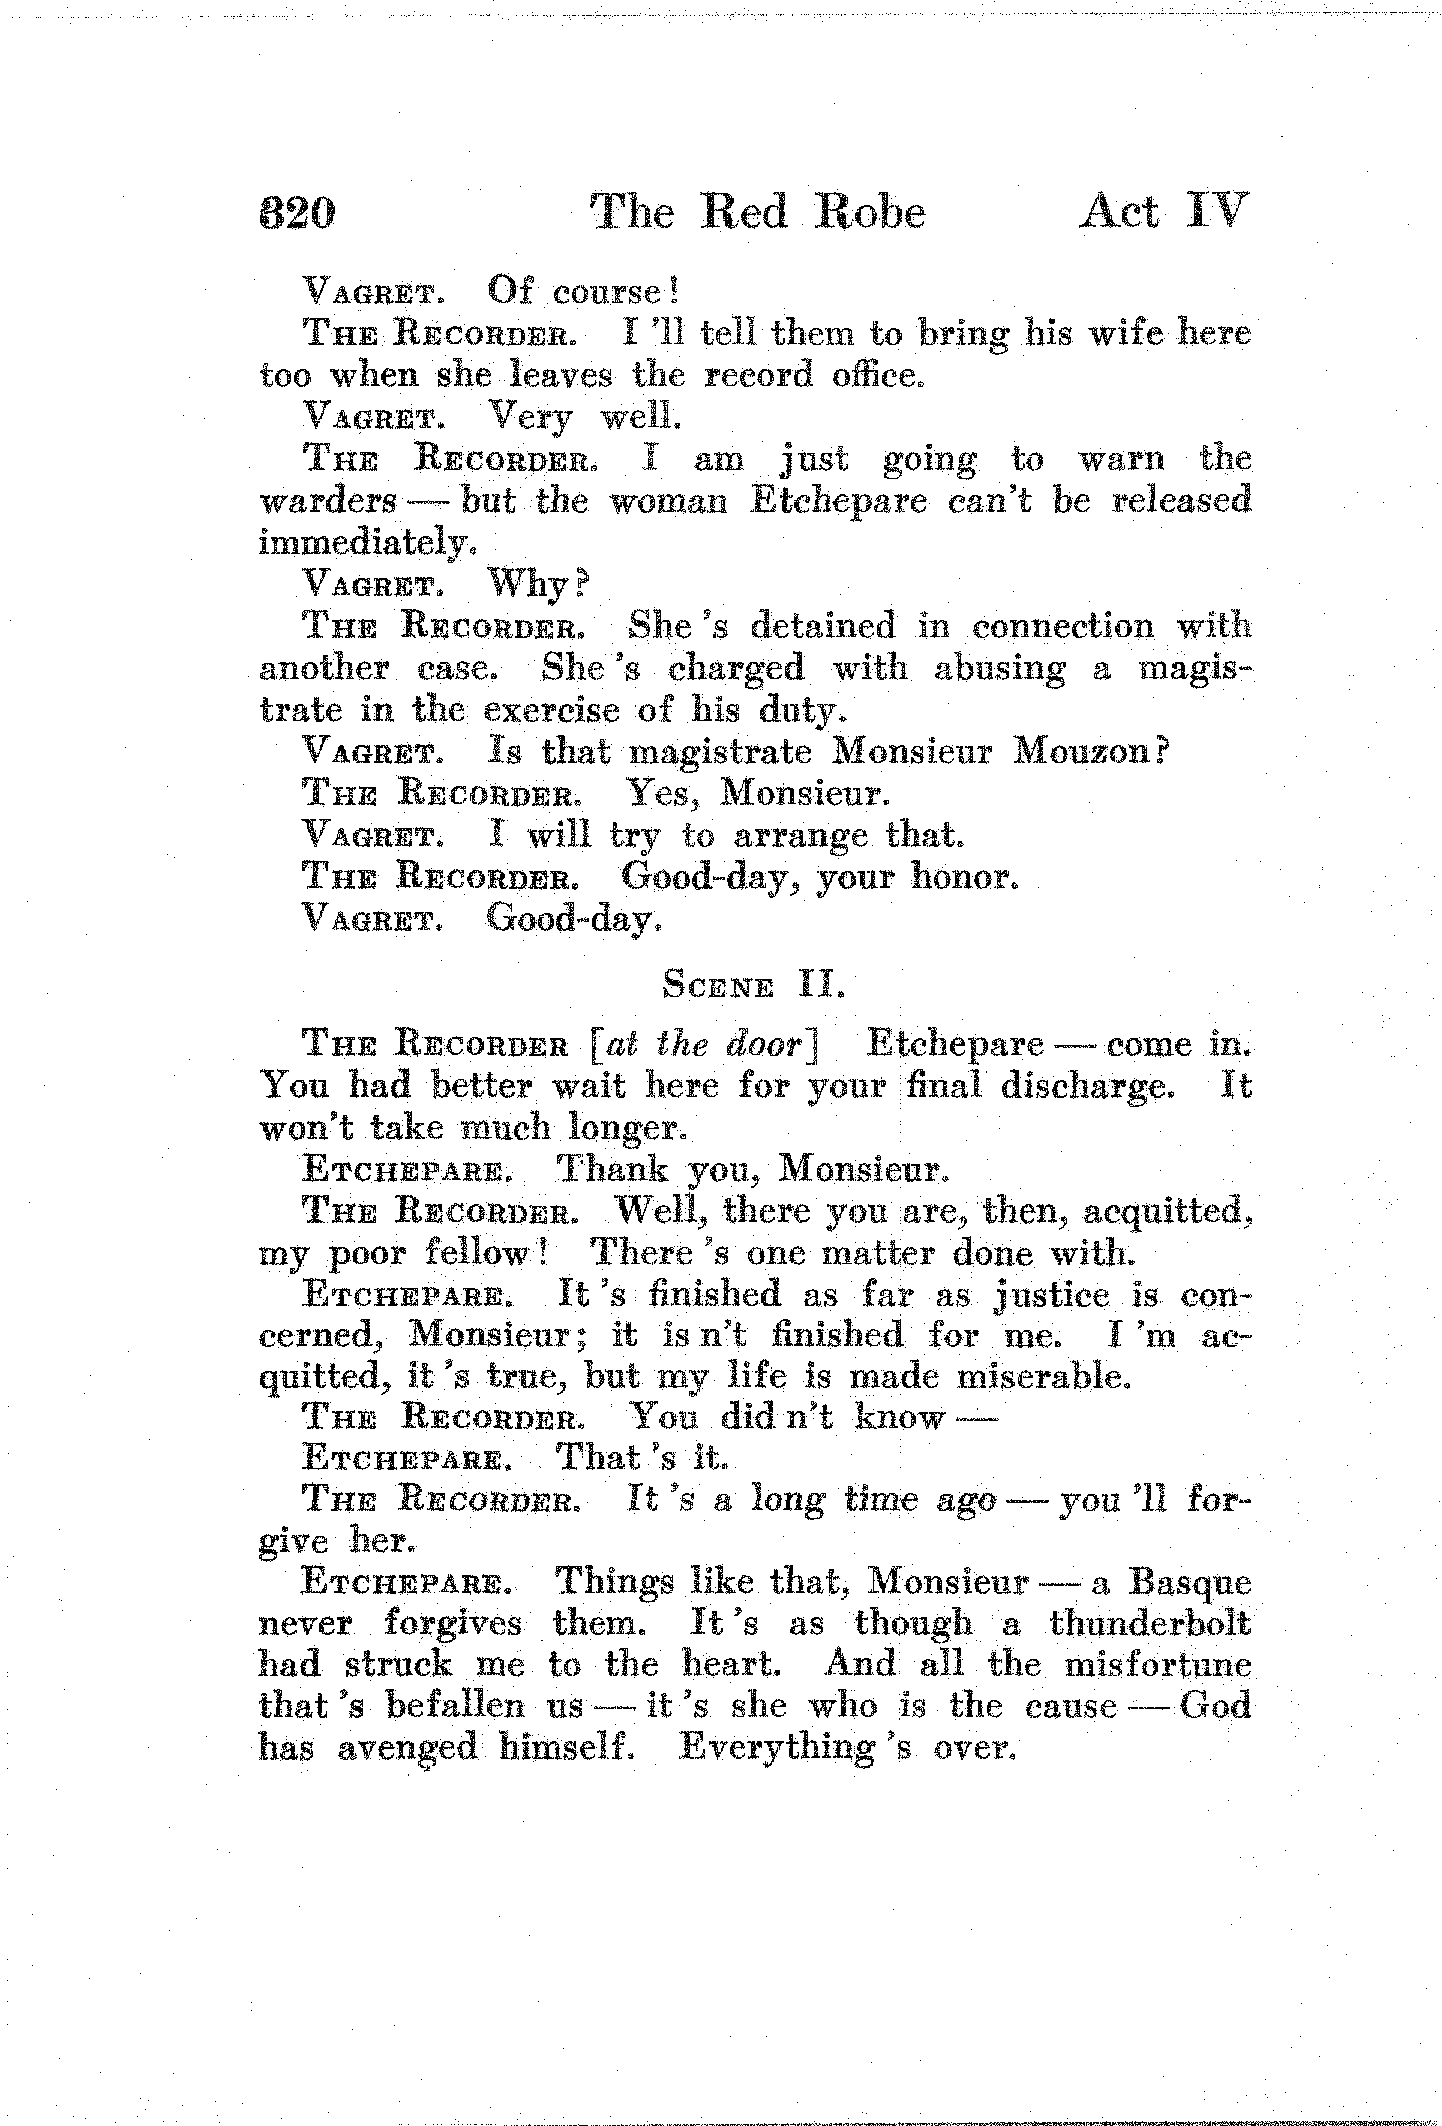 320 The Red Robe Act IV
VAGRET. Of course!
THE RECORDER. I 'll tell them to bring his wife here
too when she leaves the record office.
VAGRET. Very well.
THE RECORDER. I am just going to warn the
warders — but the woman Etchepare can't be released
immediately.
VAGRET. Why?
THE RECORDER. She 's detained in connection with
another case. She 's charged with abusing a magis-
trate in the exercise of his duty.
VAGRET. Is that magistrate Monsieur Mouzon?
THE RECORDER. Yes, Monsieur.
VAGRET. I will try to arrange that.
THE RECORDER. Good-day, your honor.
VAGRET. Good-day.
SCENE II.
THE RECORDER [at the door] Etchepare — come in.
You had better wait here for your final discharge. It
won't take much longer.
ETCHEPARE. Thank you, Monsieur.
THE RECORDER. Well, there you are, then, acquitted,
my poor fellow! There 's one matter done with.
ETCHEPARE. It 's finished as far as justice is con-
cerned, Monsieur; it is n't finished for me. I 'm ac-
quitted, it 's true, but my life is made miserable.
THE RECORDER. You did n't know —
ETCHEPARE. That 's it.
THE RECORDER. It 's a long time ago — you 'll for-
give her.
ETCHEPARE. Things like that, Monsieur — a Basque
never forgives them. It 's as though a thunderbolt
had struck me to the heart. And all the misfortune
that 's befallen us — it 's she who is the cause — God
has avenged himself. Everything 's over.